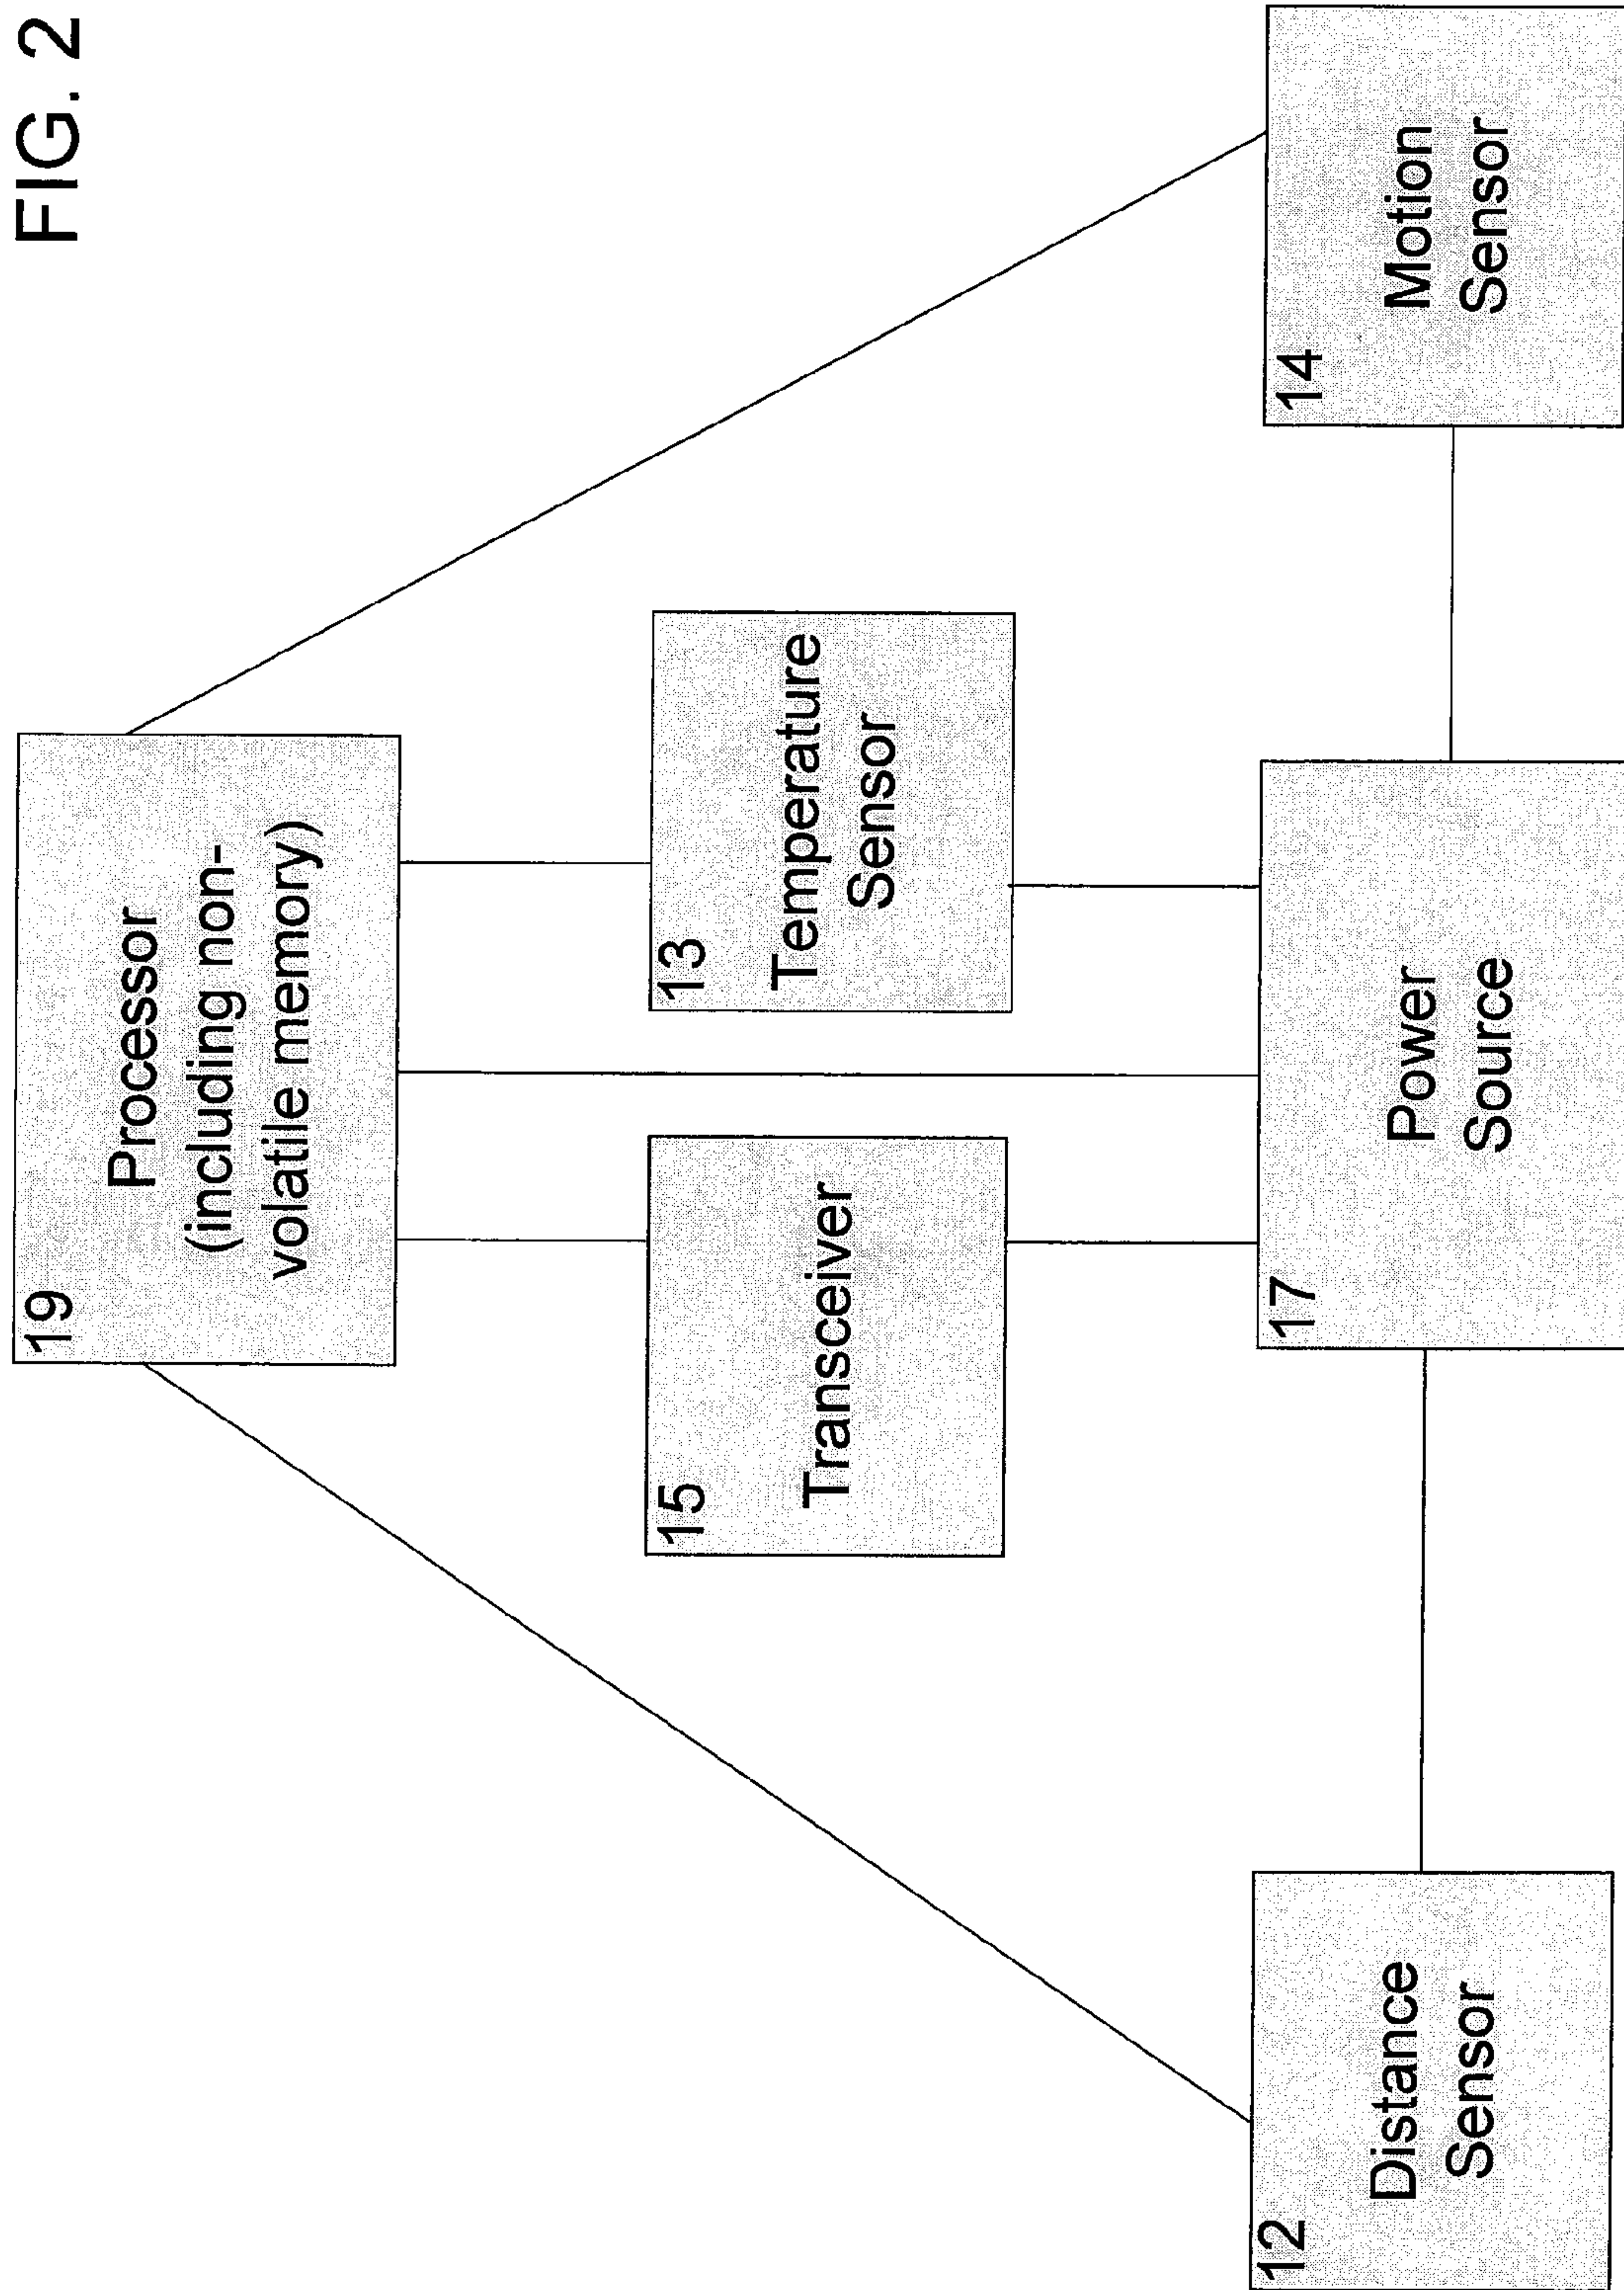 FIG. 2
19
Processor
(including non-
volatile memory)
15
Transceiver
13
Temperature
Sensor
12
Distance
Sensor
17
Power
Source
14
Motion
Sensor